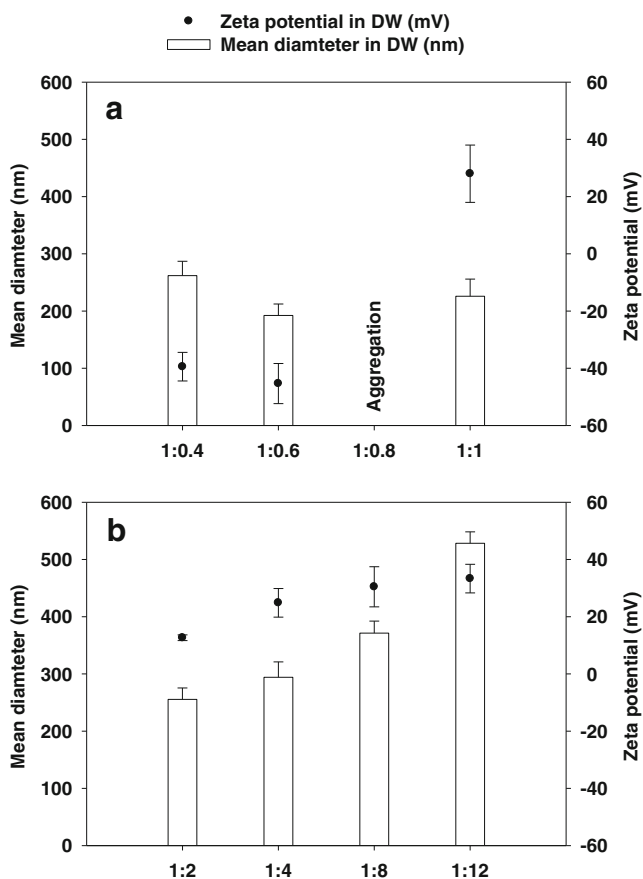 Zeta potential in DW (mV)
Mean diamteter in DW (nm)
a
600
500
400
300
200
100
0
Mean diamteter (nm)
60
40
20
0
-20
-40
-60
Zeta potential (mV)
Aggregation
1:0.4 1:0.6 1:0.8 1:1
b
600
500
400
300
200
100
0
Mean diamteter (nm)
60
40
20
0
-20
-40
-60
Zeta potential (mV)
1:2 1:4 1:8 1:12